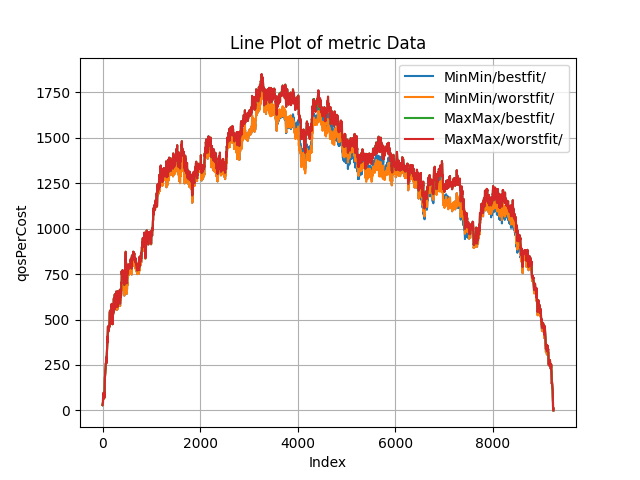 Line Plot of metric Data
MinMin/bestfit/
MinMin/worstfit/
MaxMax/bestfit/
MaxMax/worstfit/
qosPerCost
1750
1500
1250
1000
750
500
250
0
0 2000 4000 6000 8000
Index